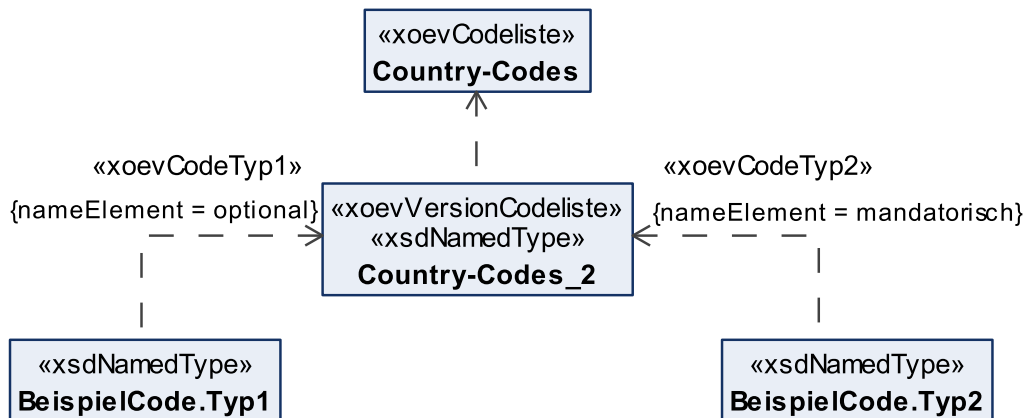 «xoevCodeliste»
Country-Codes
«xoevCodeTyp1»
{nameElement = optional}
«xoevCodeTyp2»
{nameElement = mandatorisch}
«xoevVersionCodeliste»
«xsdNamedType»
Country-Codes_2
«xsdNamedType»
BeispielCode.Typ1
«xsdNamedType»
BeispielCode.Typ2